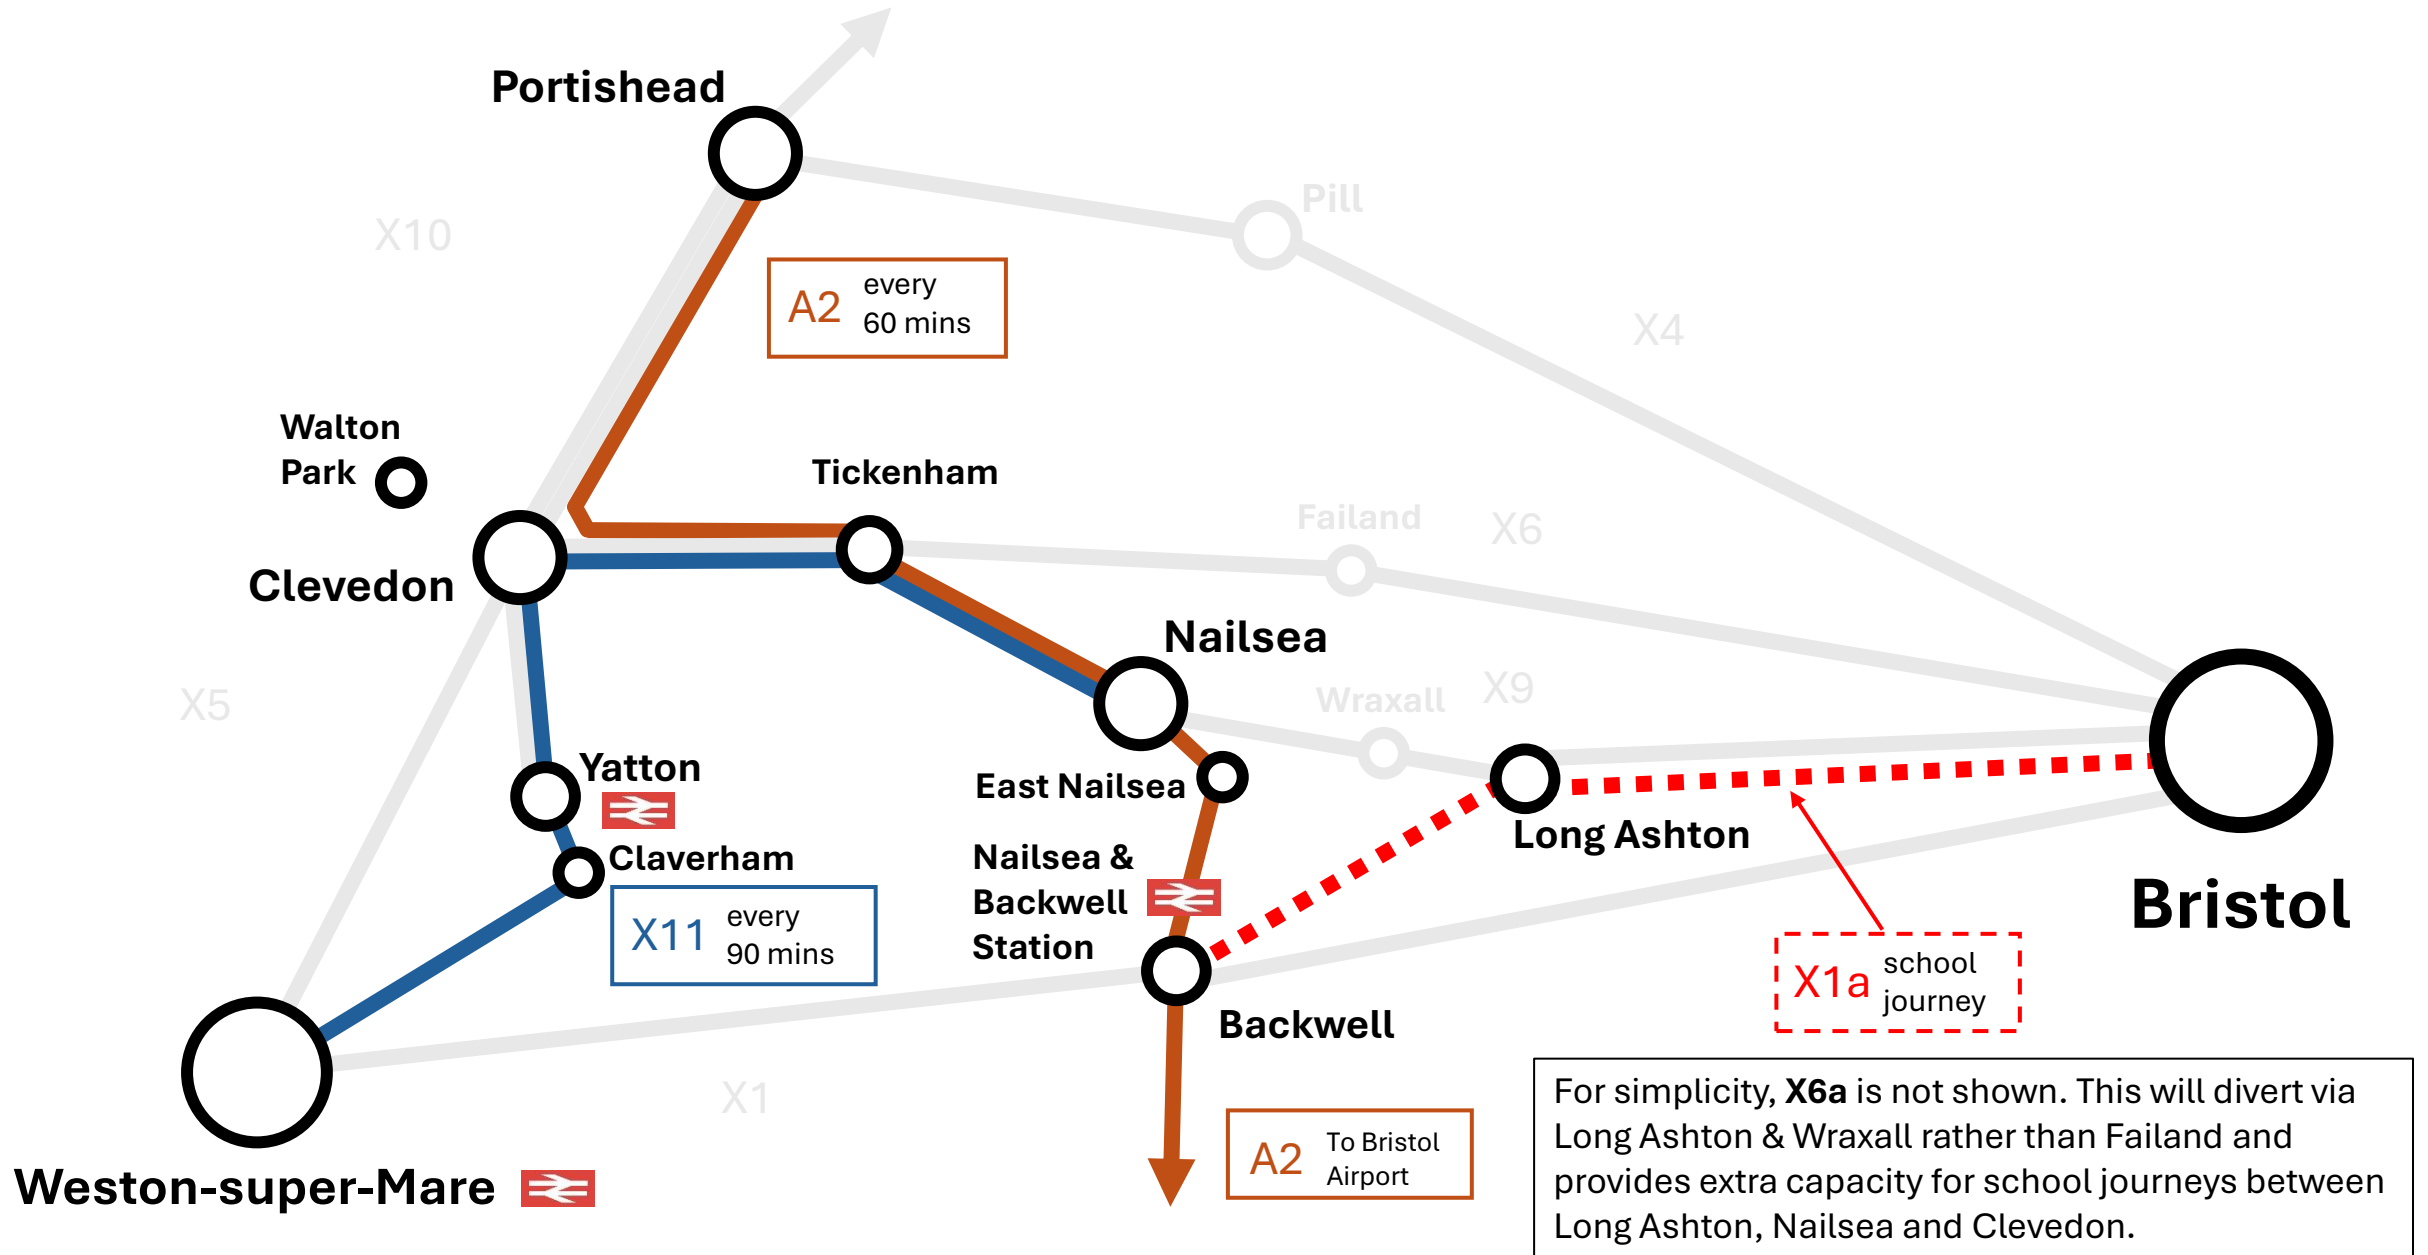 Portishead
Pill
X10
A2
every
60 mins
X4
Walton
Park
Tickenham
Failand
X6
Clevedon
Nailsea
Wraxall
X9
X5
Yatton
East Nailsea
Long Ashton
Claverham
Nailsea &
Backwell
Station
X11
every
90 mins
Bristol
X1a
school
journey
Backwell
X1
A2
To Bristol
Airport
Weston-super-Mare
For simplicity, X6a is not shown. This will divert via
Long Ashton & Wraxall rather than Failand and
provides extra capacity for school journeys between
Long Ashton, Nailsea and Clevedon.